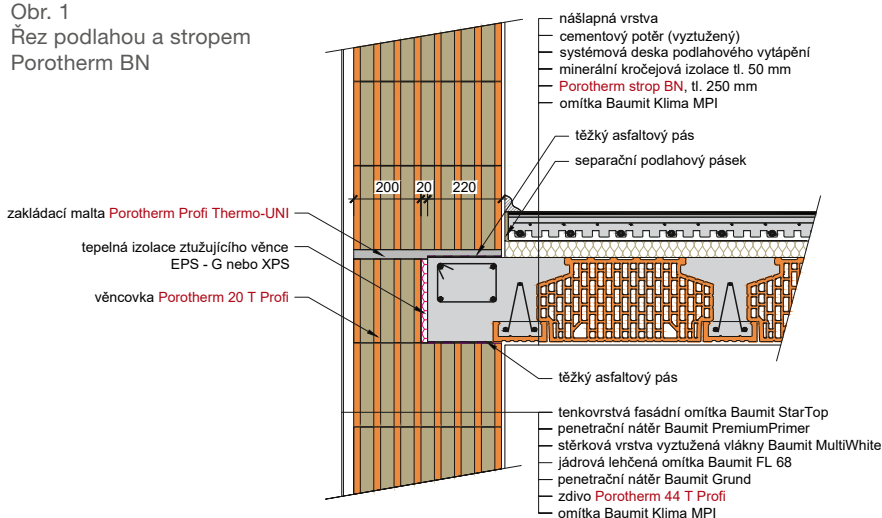 Obr. 1
Řez podlahou a stropem
Porotherm BN
nášlapná vrstva
cementový potěr (vyztužený)
systémová deska podlahového vytápění
minerální kročejová izolace tl. 50 mm
Porotherm strop BN, tl. 250 mm
omítka Baumit Klima MPI
těžký asfaltový pás
separační podlahový pásek
200 20 220
zakládací malta Porotherm Profi Thermo-UNI
tepelná izolace ztužujícího věnce
EPS - G nebo XPS
věncovka Porotherm 20 T Profi
těžký asfaltový pás
tenkovrstvá fasádní omítka Baumit StarTop
penetrační nátěr Baumit PremiumPrimer
stěrková vrstva vyztužená vlákny Baumit MultiWhite
jádrová lehčená omítka Baumit FL 68
penetrační nátěr Baumit Grund
zdivo Porotherm 44 T Profi
omítka Baumit Klima MPI